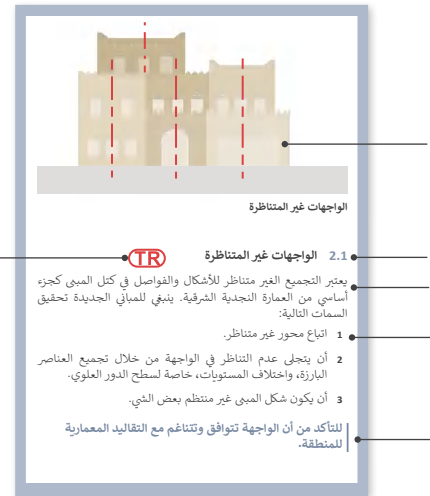 الواجهات غير المتناظرة
2.1 الواجهات غير المتناظرة
TR
يعتبر التجميع الغير متناظر للأشكال والفواصل في كتل المبنى كجزء
أساسي من العمارة النجدية الشرقية. ينبغي للمباني الجديدة تحقيق
السمات التالية:
1 اتباع محور غير متناظر.
2 أن يتجلى عدم التناظر في الواجهة من خلال تجميع العناصر
البارزة، واختلاف المستويات، خاصة لسطح الدور العلوي.
3 أن يكون شكل المبنى غير منتظم بعض الشي.
للتأكد من أن الواجهة تتوافق وتتناغم مع التقاليد المعمارية
للمنطقة.